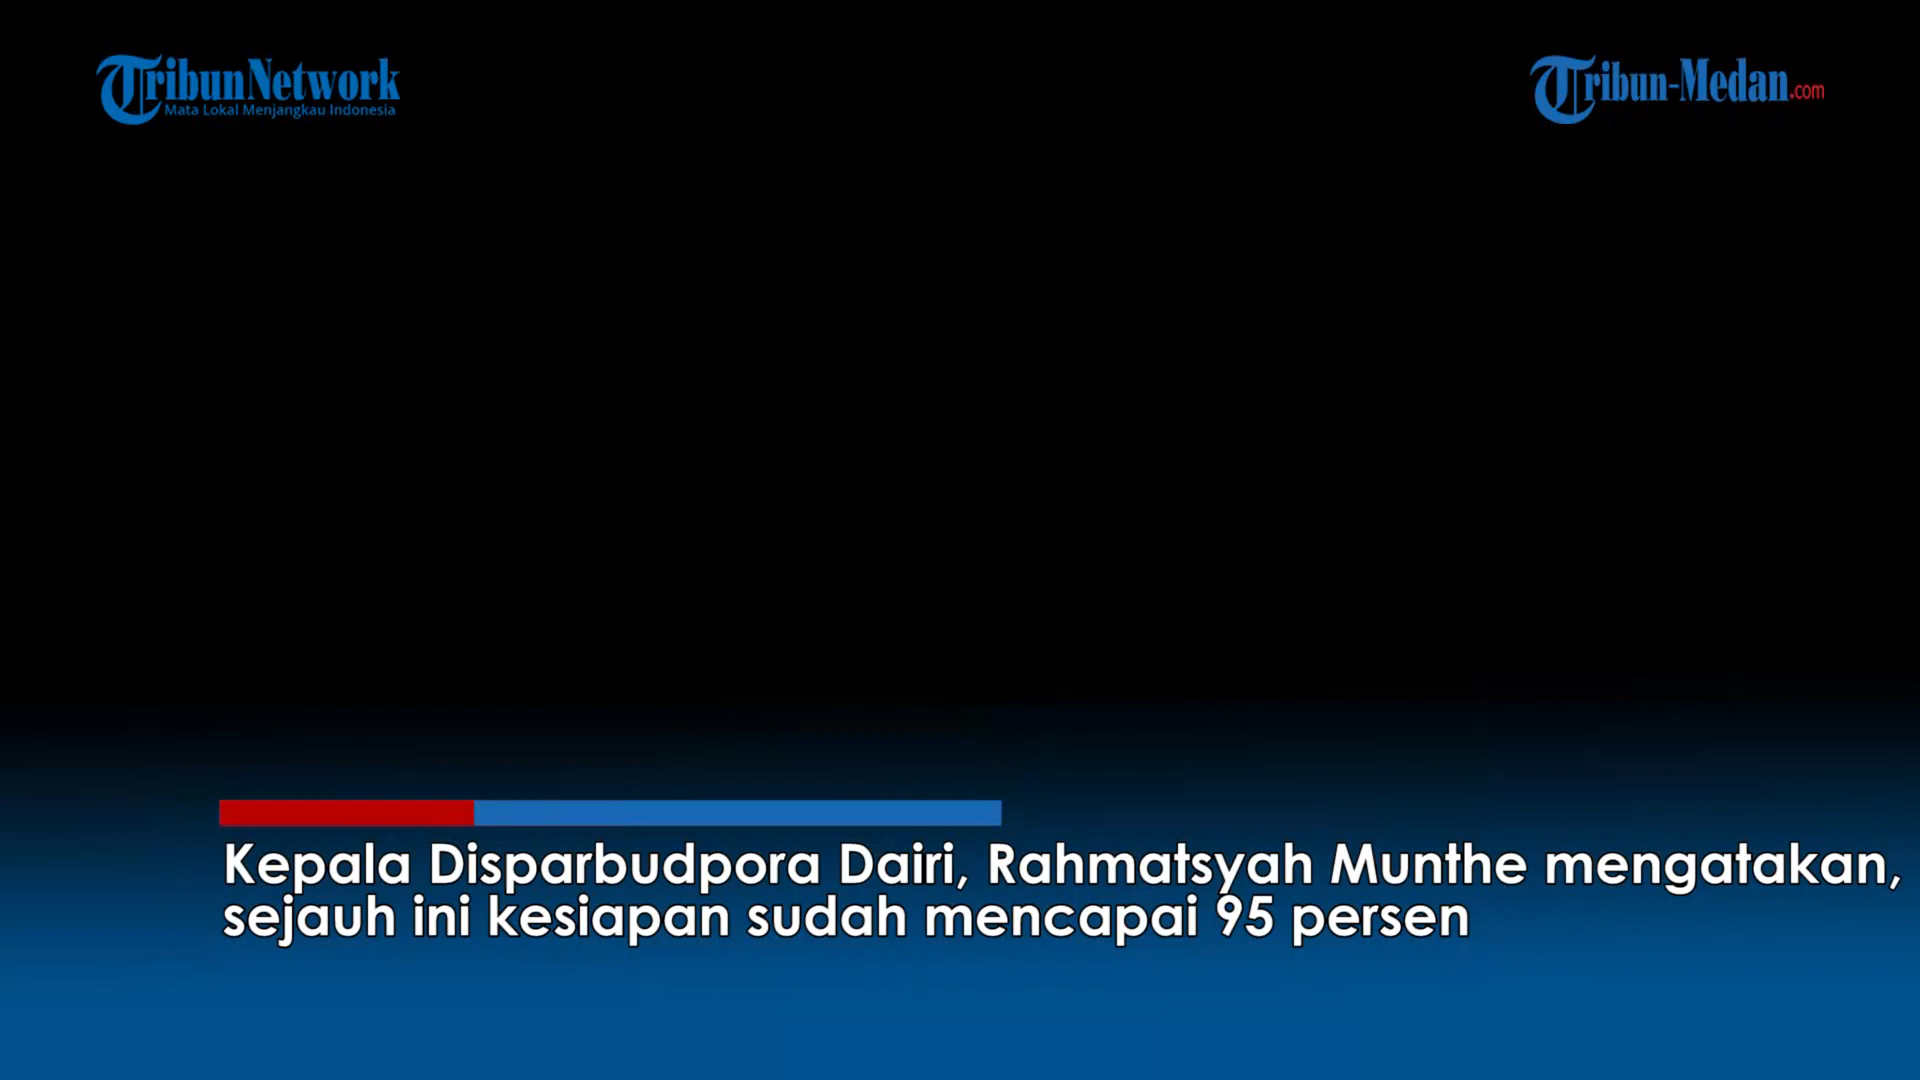 TribunNetwork
Mata Lokal Menjangkau Indonesia
Tribun-Medan.com
Kepala Disparbudpora Dairi, Rahmatsyah Munthe mengatakan,
sejauh ini kesiapan sudah mencapai 95 persen